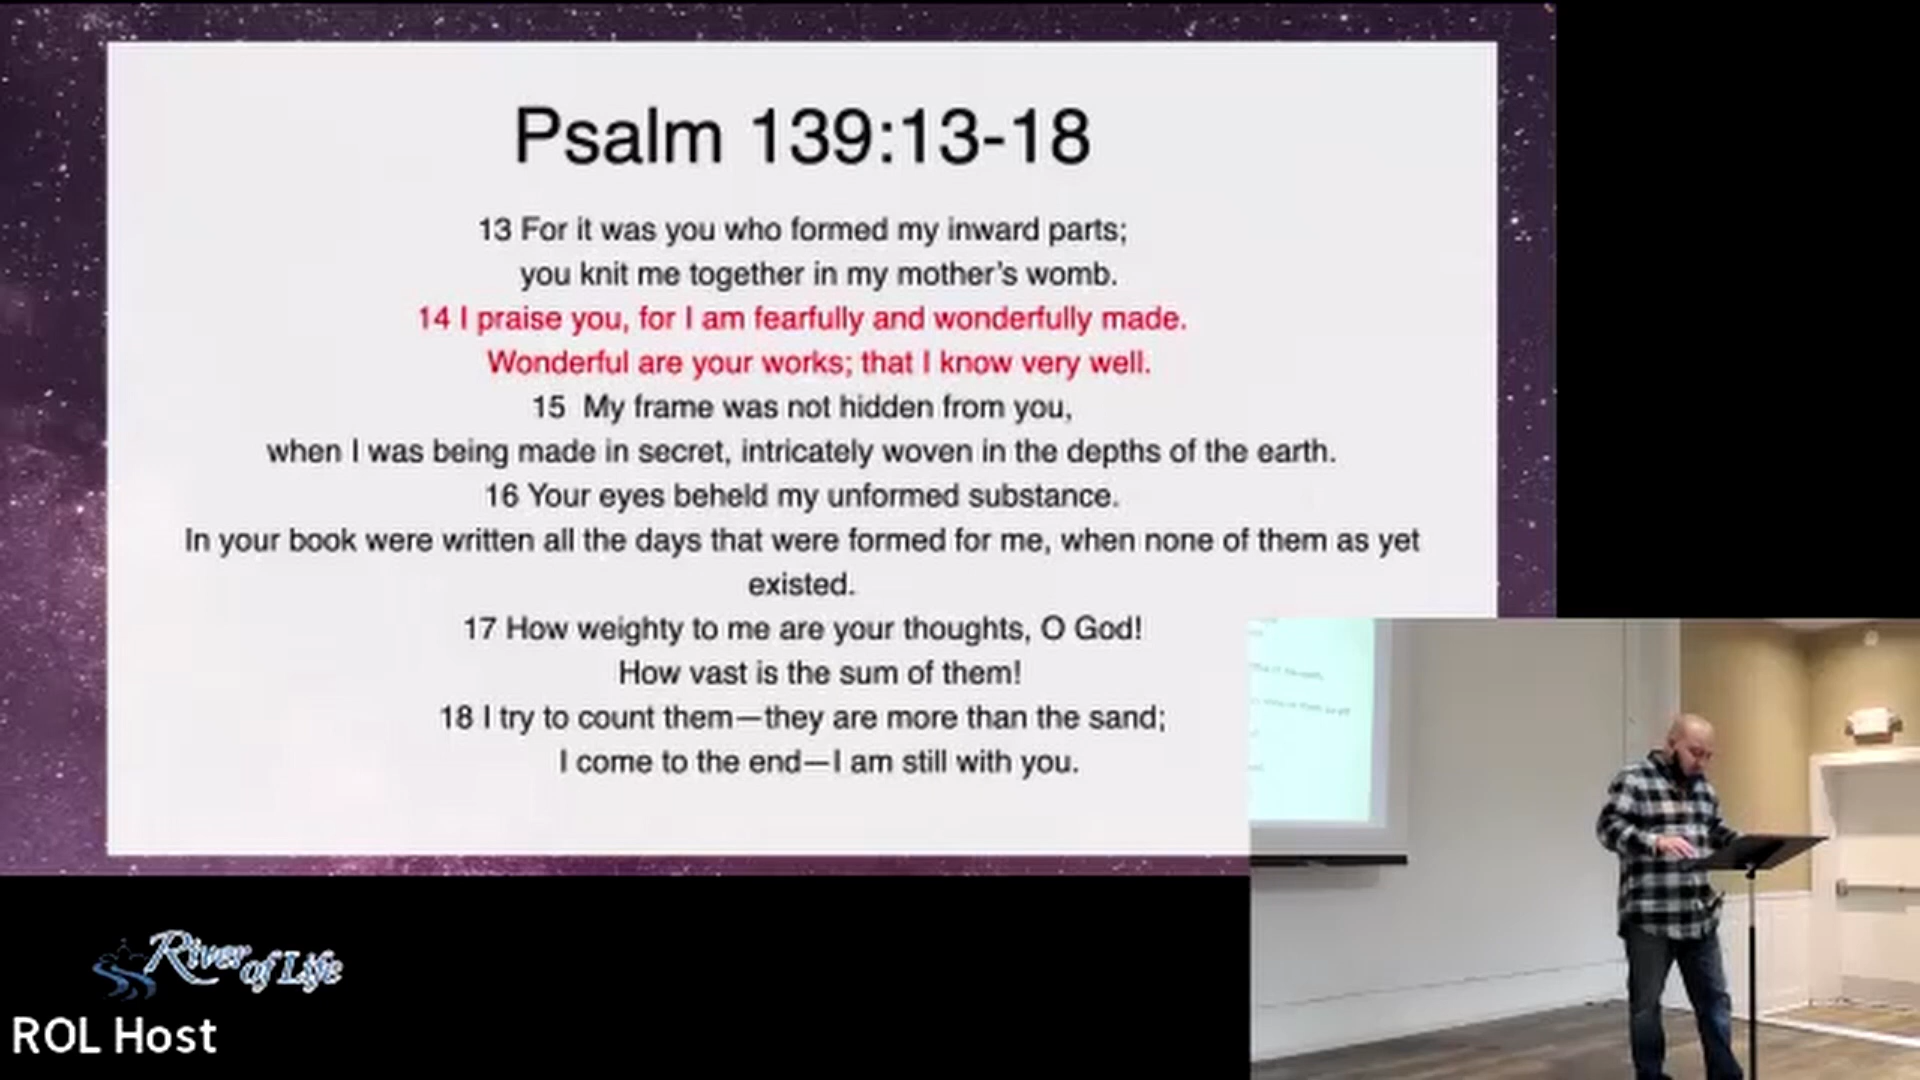 Psalm 139:13-18
13 For it was you who formed my inward parts;
you knit me together in my mother’s womb.
14 I praise you, for I am fearfully and wonderfully made.
Wonderful are your works; that I know very well.
15 My frame was not hidden from you,
when I was being made in secret, intricately woven in the depths of the earth.
16 Your eyes beheld my unformed substance.
In your book were written all the days that were formed for me, when none of them as yet
existed.
17 How weighty to me are your thoughts, O God!
How vast is the sum of them!
18 I try to count them—they are more than the sand;
I come to the end—I am still with you.
River of Life
ROL Host